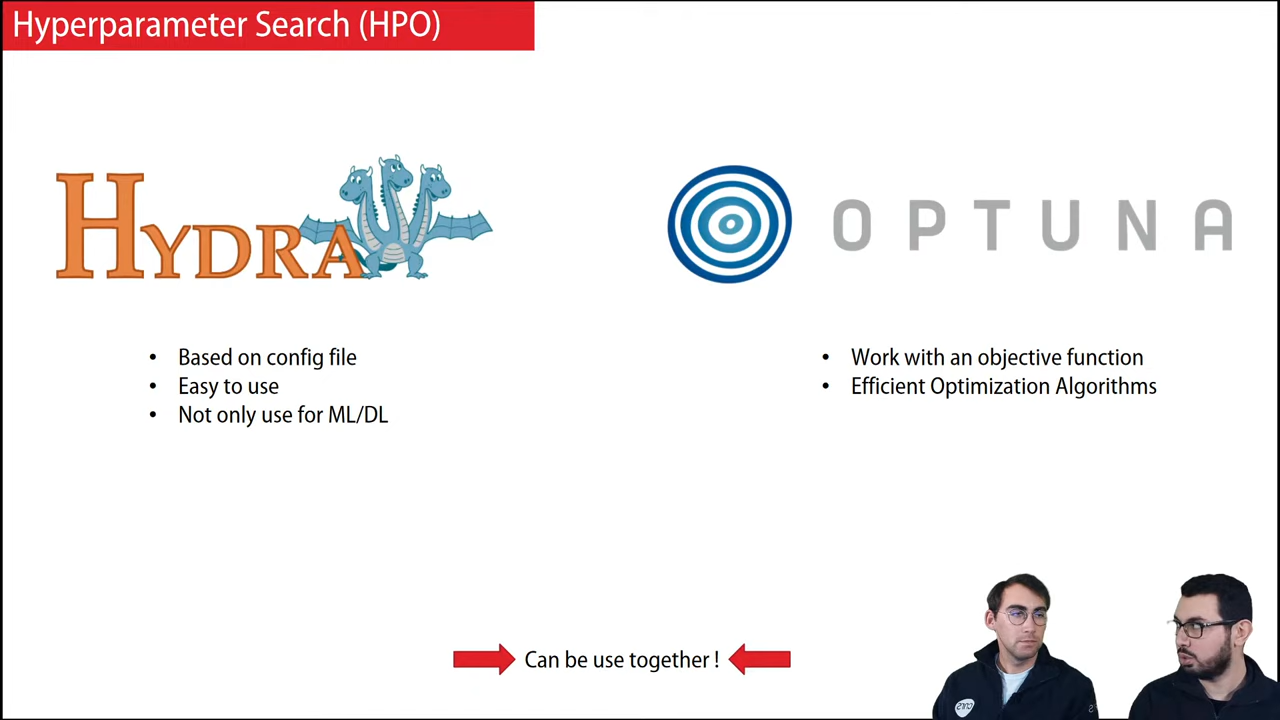 Hyperparameter Search (HPO)
HYDRA
OPTUNA
• Based on config file
• Easy to use
• Not only use for ML/DL
• Work with an objective function
• Efficient Optimization Algorithms
Can be use together !
cnrs